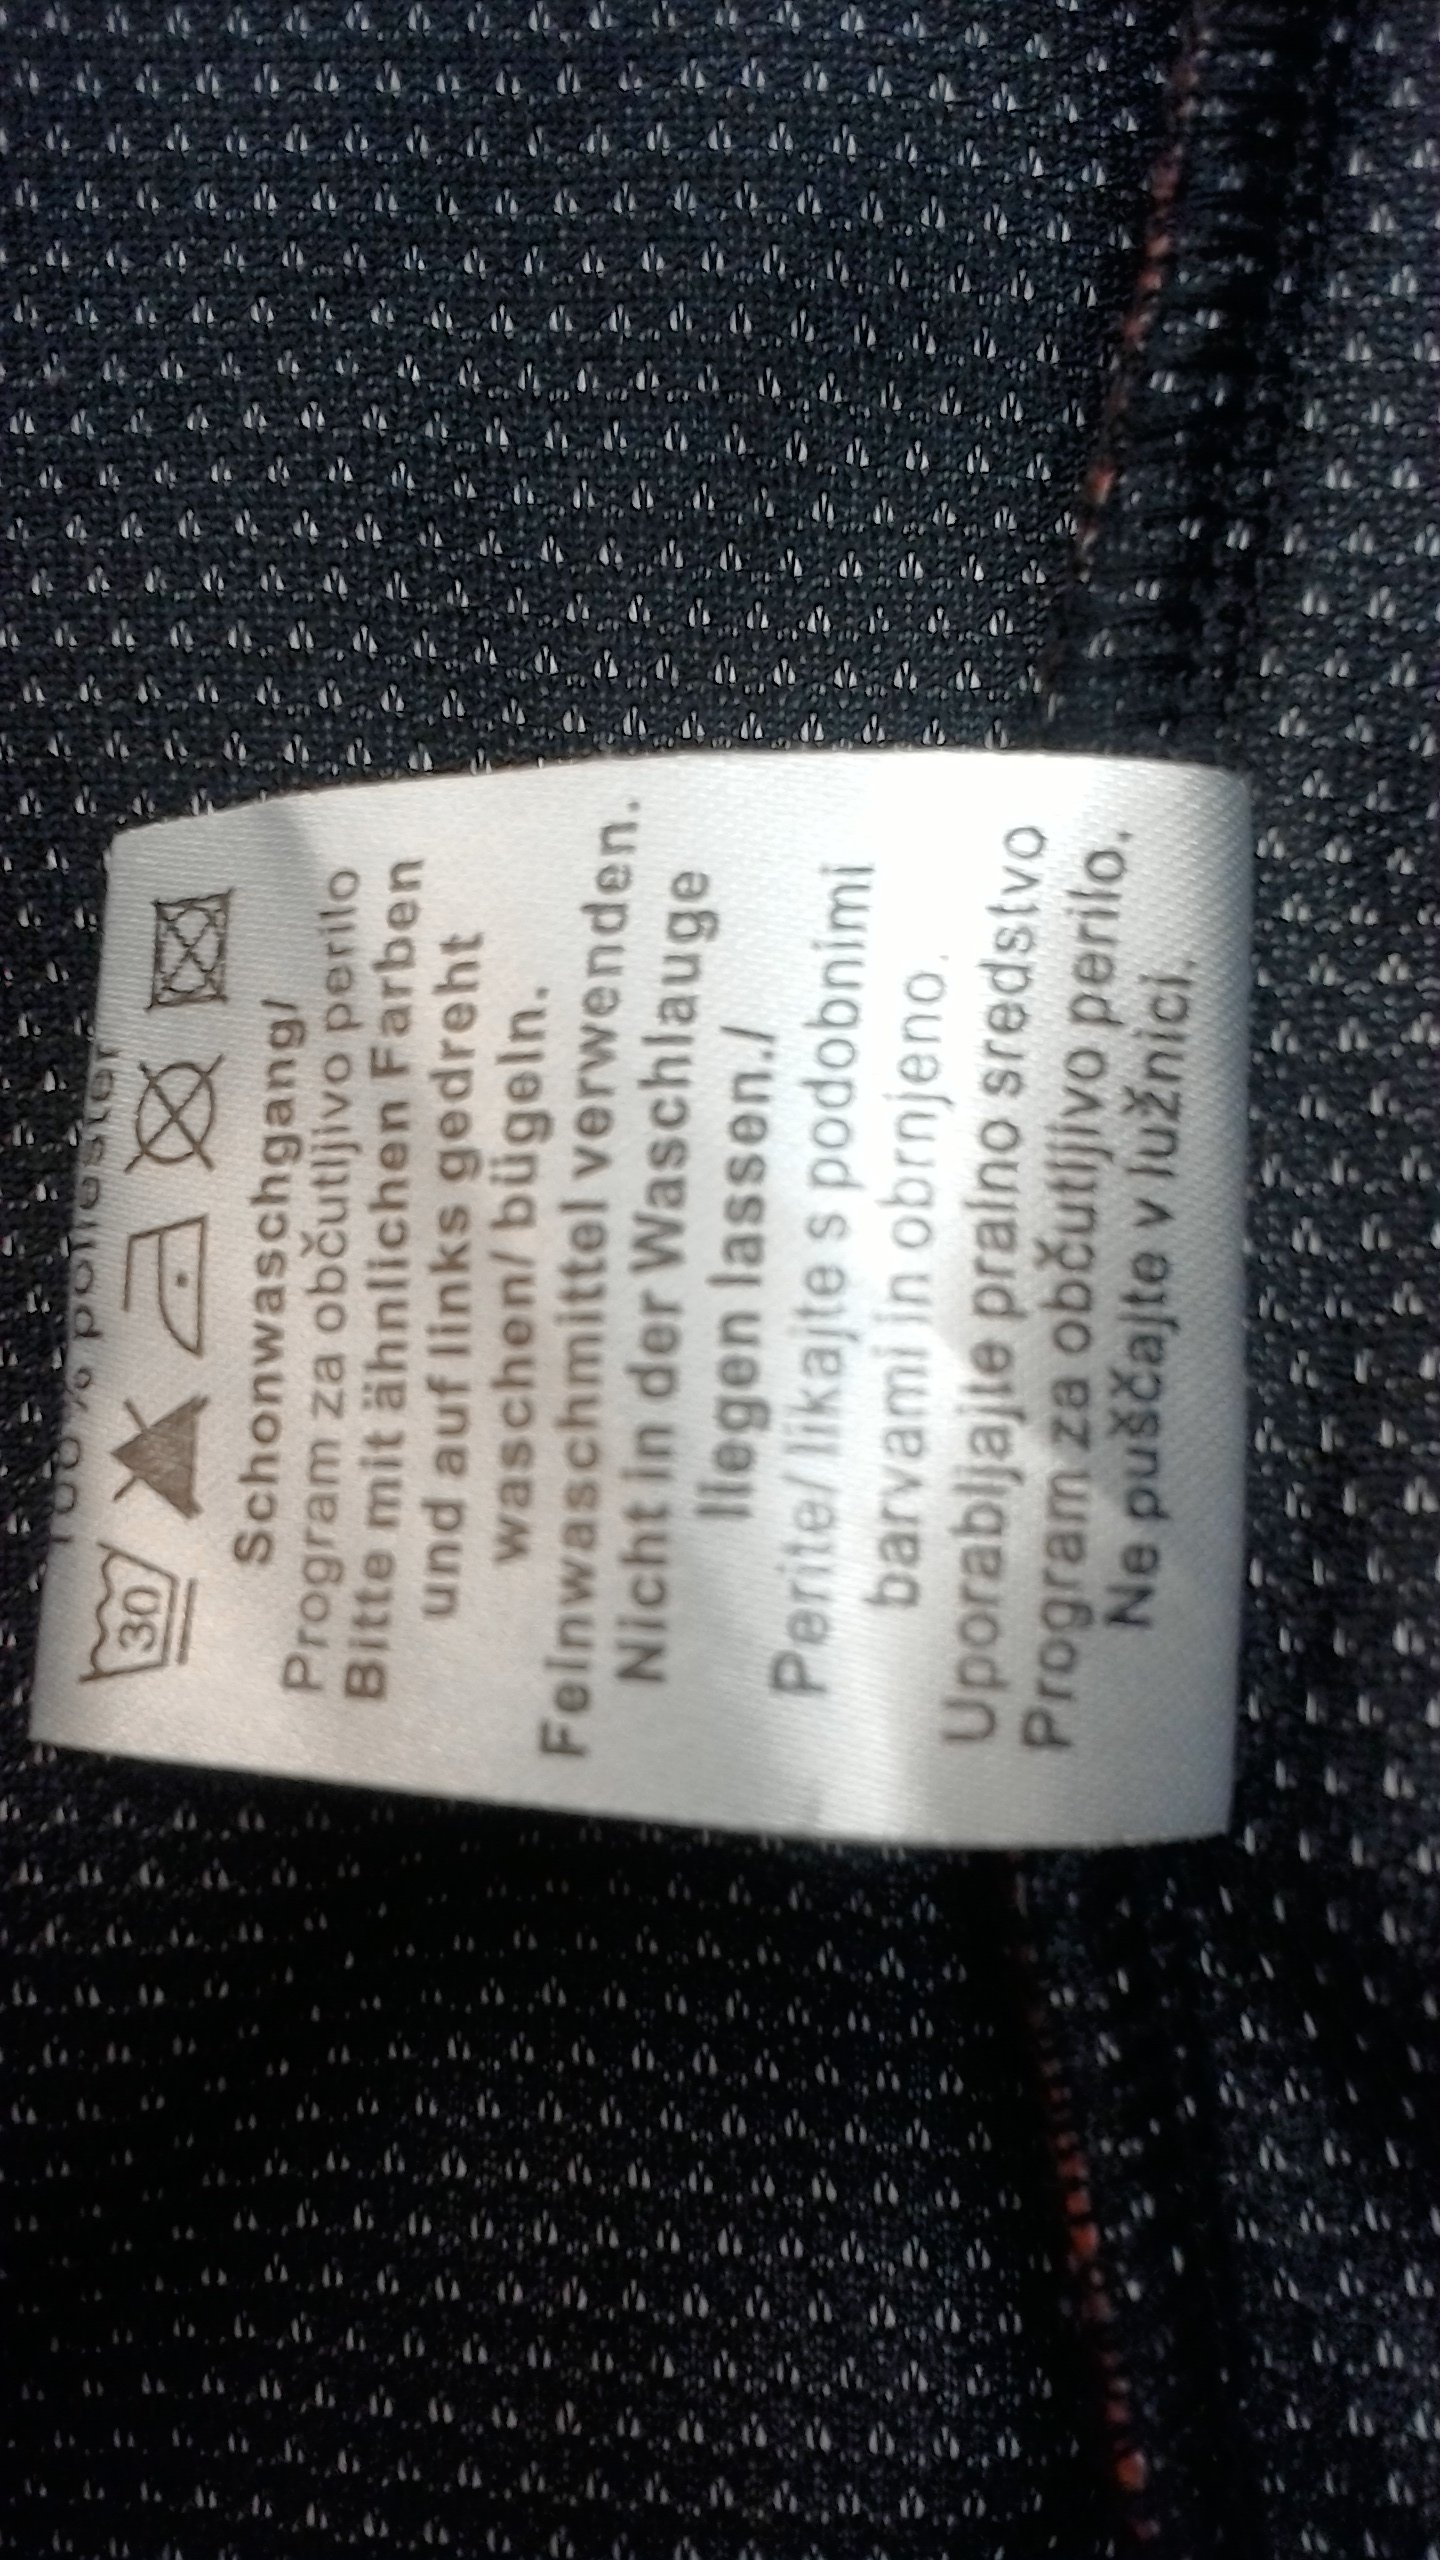 100% poliester
30
Schonwaschgang/
Program za občutljivo perilo
Bitte mit ähnlichen Farben
und auf links gedreht
waschen/ bügeln.
Feinwaschmittel verwenden.
Nicht in der Waschlauge
liegen lassen./
Perite/ likajte s podobnimi
barvami in obrnjeno.
Uporabljajte pralno sredstvo
Program za občutljivo perilo.
Ne puščajte v lužnici.